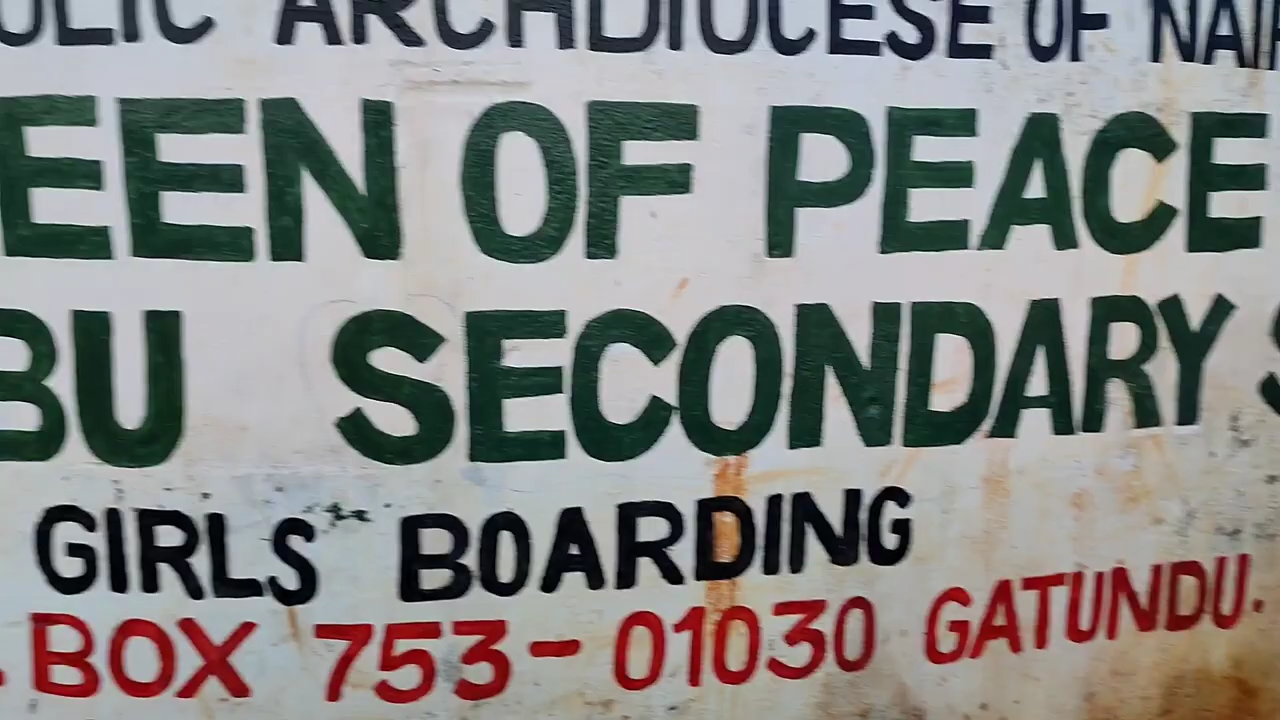 OLIC ARCHDIOCESE OF NAI
EEN OF PEACE
BU SECONDARY S
GIRLS BOARDING
. BOX 753-01030 GATUNDU.